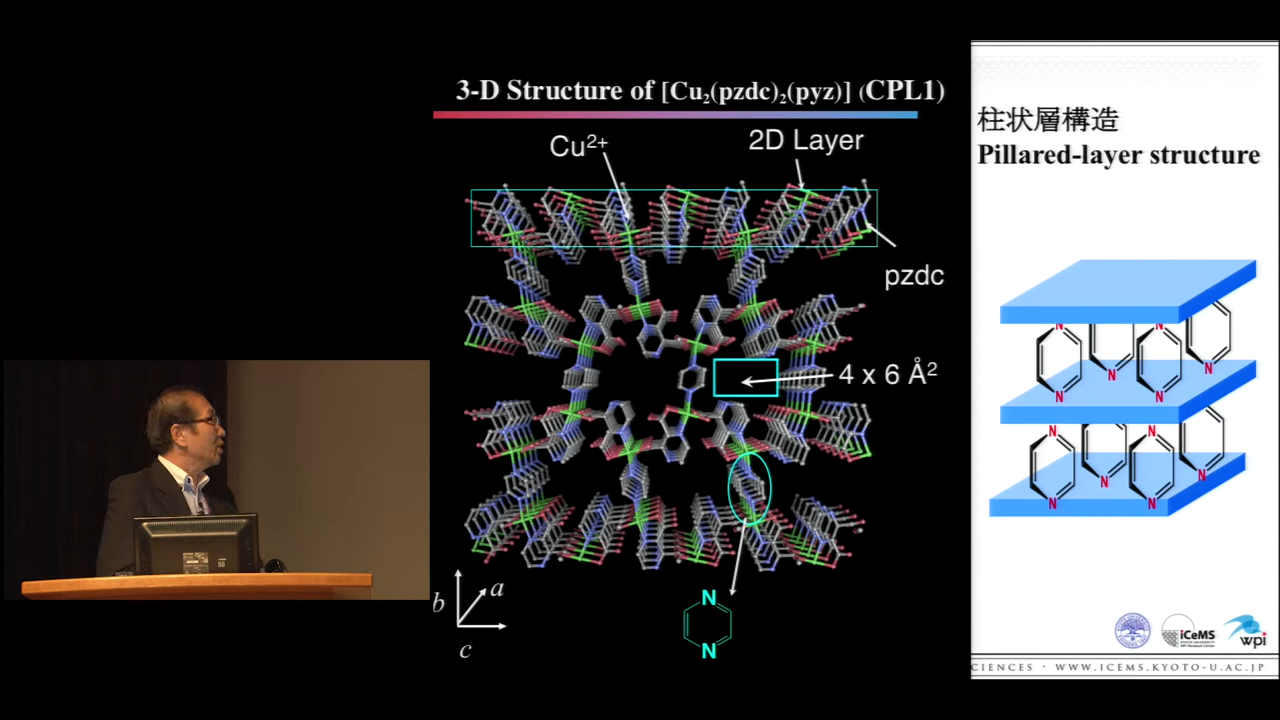 3-D Structure of [Cu₂(pzdc)₂(pyz)] (CPL1)
Cu²⁺
2D Layer
pzdc
4 x 6 Å²
b
a
c
N
N
柱状層構造
Pillared-layer structure
N
N
N
N
N
N
N
N
N
N
N
N
iCeMS
wpi
CIENCES · WWW.ICEMS.KYOTO-U.AC.JP